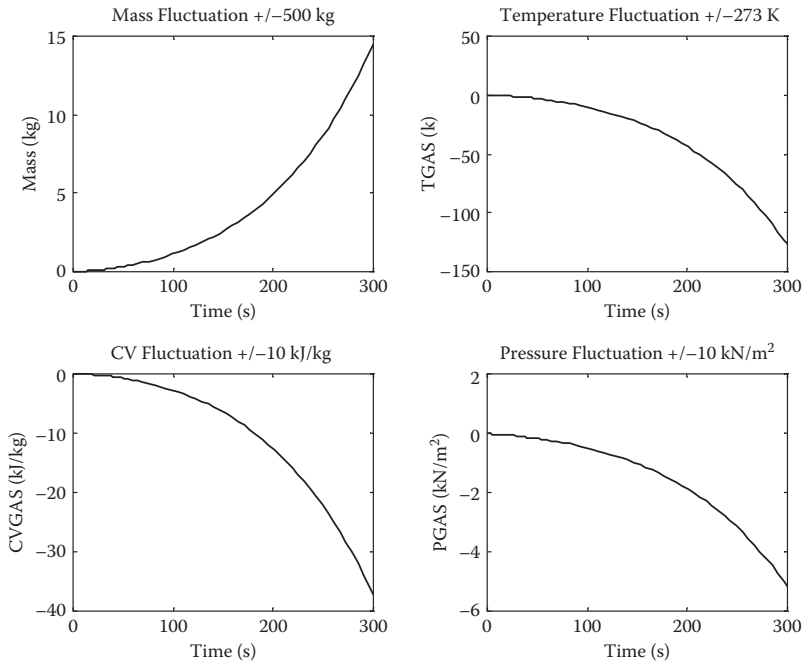 Mass Fluctuation +/−500 kg
15
10
5
0
Mass (kg)
0 100 200 300
Time (s)
Temperature Fluctuation +/−273 K
50
0
−50
−100
−150
TGAS (k)
0 100 200 300
Time (s)
CV Fluctuation +/−10 kJ/kg
0
−10
−20
−30
−40
CVGAS (kJ/kg)
0 100 200 300
Time (s)
Pressure Fluctuation +/−10 kN/m²
2
0
−2
−4
−6
PGAS (kN/m²)
0 100 200 300
Time (s)